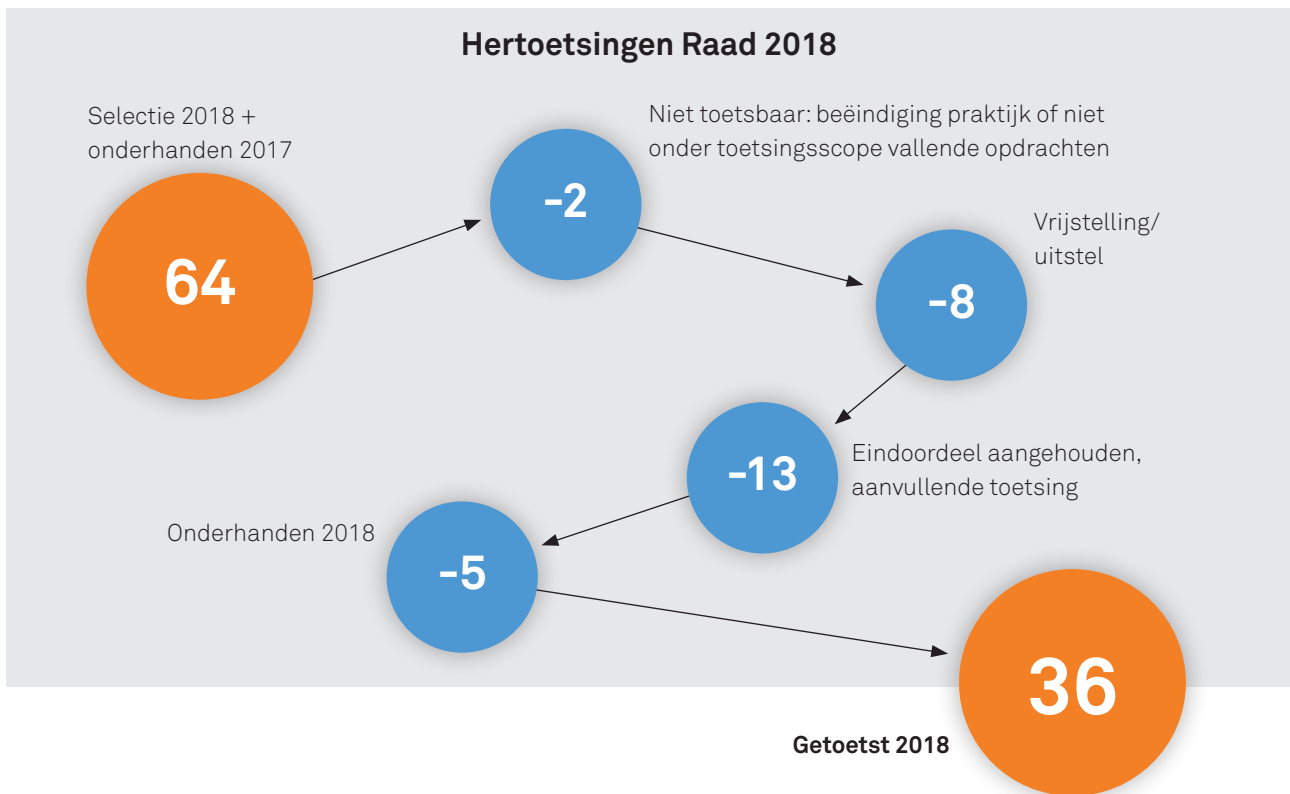 Hertoetsingen Raad 2018
Selectie 2018 +
onderhanden 2017
64
-2
Niet toetsbaar: beëindiging praktijk of niet
onder toetsingsscope vallende opdrachten
Vrijstelling/
uitstel
-8
-13
Eindoordeel aangehouden,
aanvullende toetsing
Onderhanden 2018
-5
36
Getoetst 2018